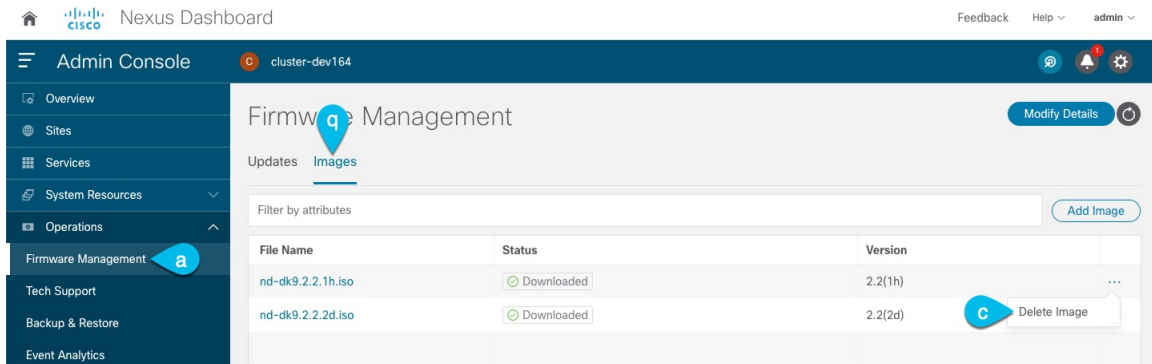 cisco Nexus Dashboard Feedback Help admin
Admin Console C cluster-dev164 1
Overview
Sites
Services
System Resources
Operations
Firmware Management a
Tech Support
Backup & Restore
Event Analytics
Firmware Management Modify Details
q
Updates Images
Filter by attributes Add Image
File Name Status Version
nd-dk9.2.2.1h.iso Downloaded 2.2(1h) ...
nd-dk9.2.2.2d.iso Downloaded 2.2(2d)
c Delete Image